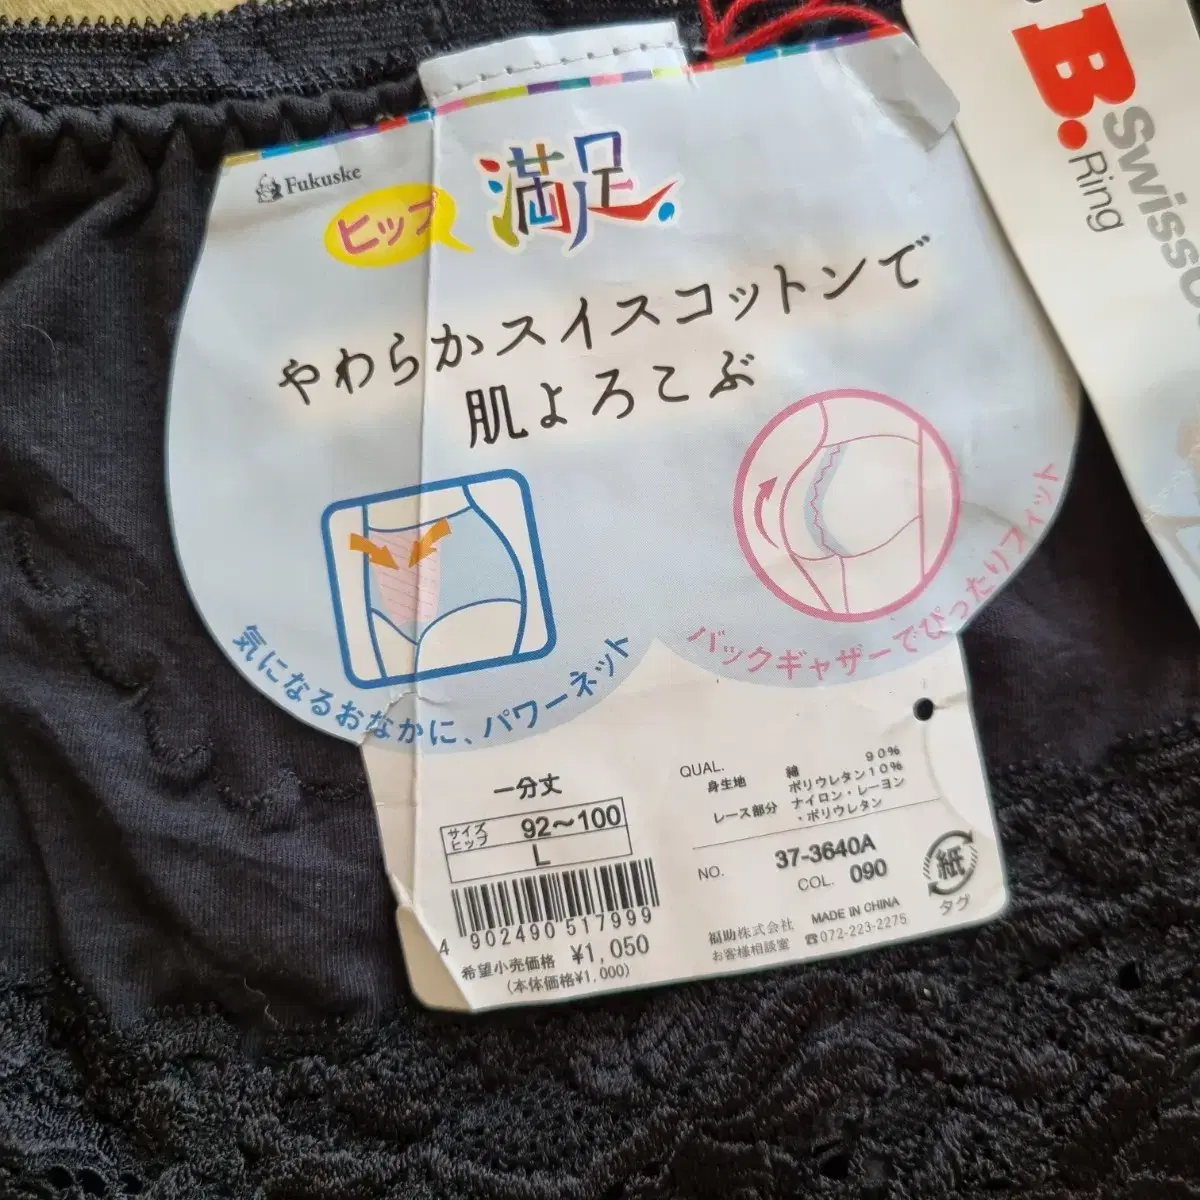 Fukuske
ヒップ
満足.
やわらかスイスコットンで
肌よろこぶ
気になるおなかに、パワーネット
バックギャザーでぴったりフィット
一分丈
サイズ
ヒップ 92~100
L
4 902490 517999
希望小売価格 ¥1,050
(本体価格¥1,000)
QUAL.
身生地 綿 90%
ポリウレタン10%
レース部分 ナイロン・レーヨン
・ポリウレタン
NO. 37-3640A
COL. 090
福助株式会社 MADE IN CHINA
お客様相談室 ☎072-223-2275
紙
タグ
B.
Ring